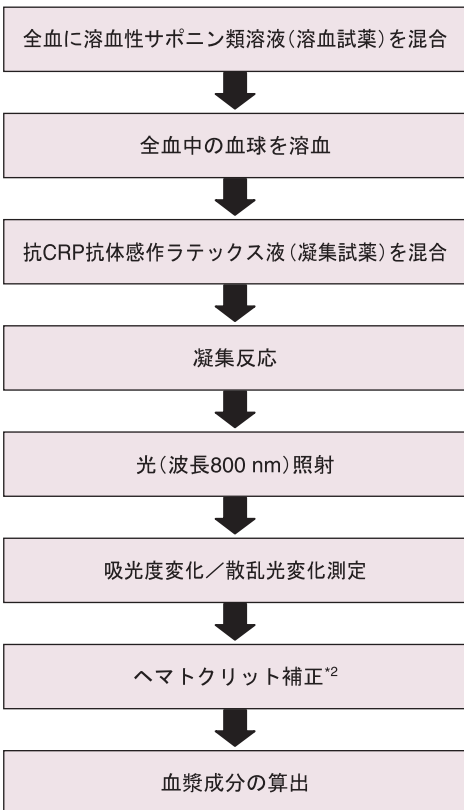 全血に溶血性サポニン類溶液（溶血試薬）を混合
全血中の血球を溶血
抗CRP抗体感作ラテックス液（凝集試薬）を混合
凝集反応
光（波長800 nm）照射
吸光度変化／散乱光変化測定
ヘマトクリット補正*2
血漿成分の算出